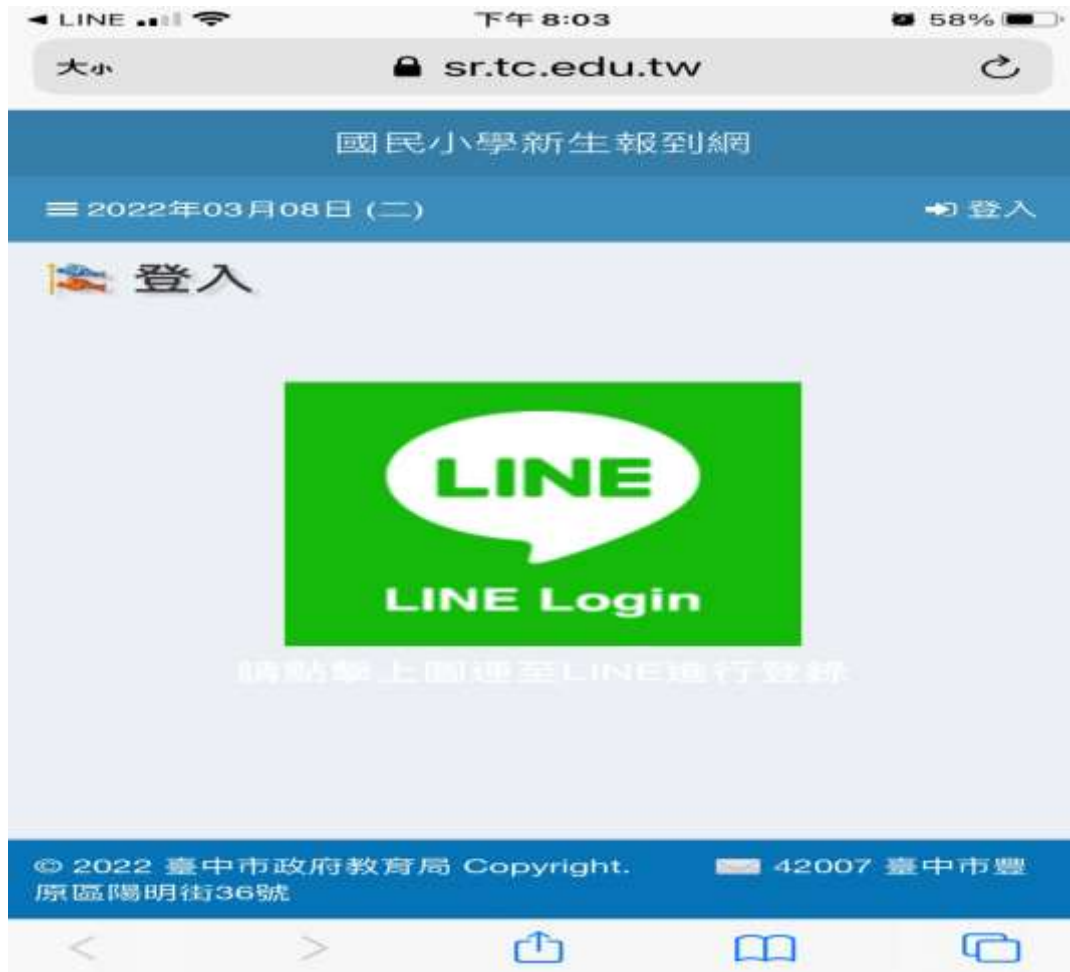 LINE 下午8:03 58%
大小 sr.tc.edu.tw
國民小學新生報到網
2022年03月08日 (二) 登入
登入
LINE
LINE Login
請點擊上圖連至LINE進行登錄
© 2022 臺中市政府教育局 Copyright. 42007 臺中市豐
原區陽明街36號